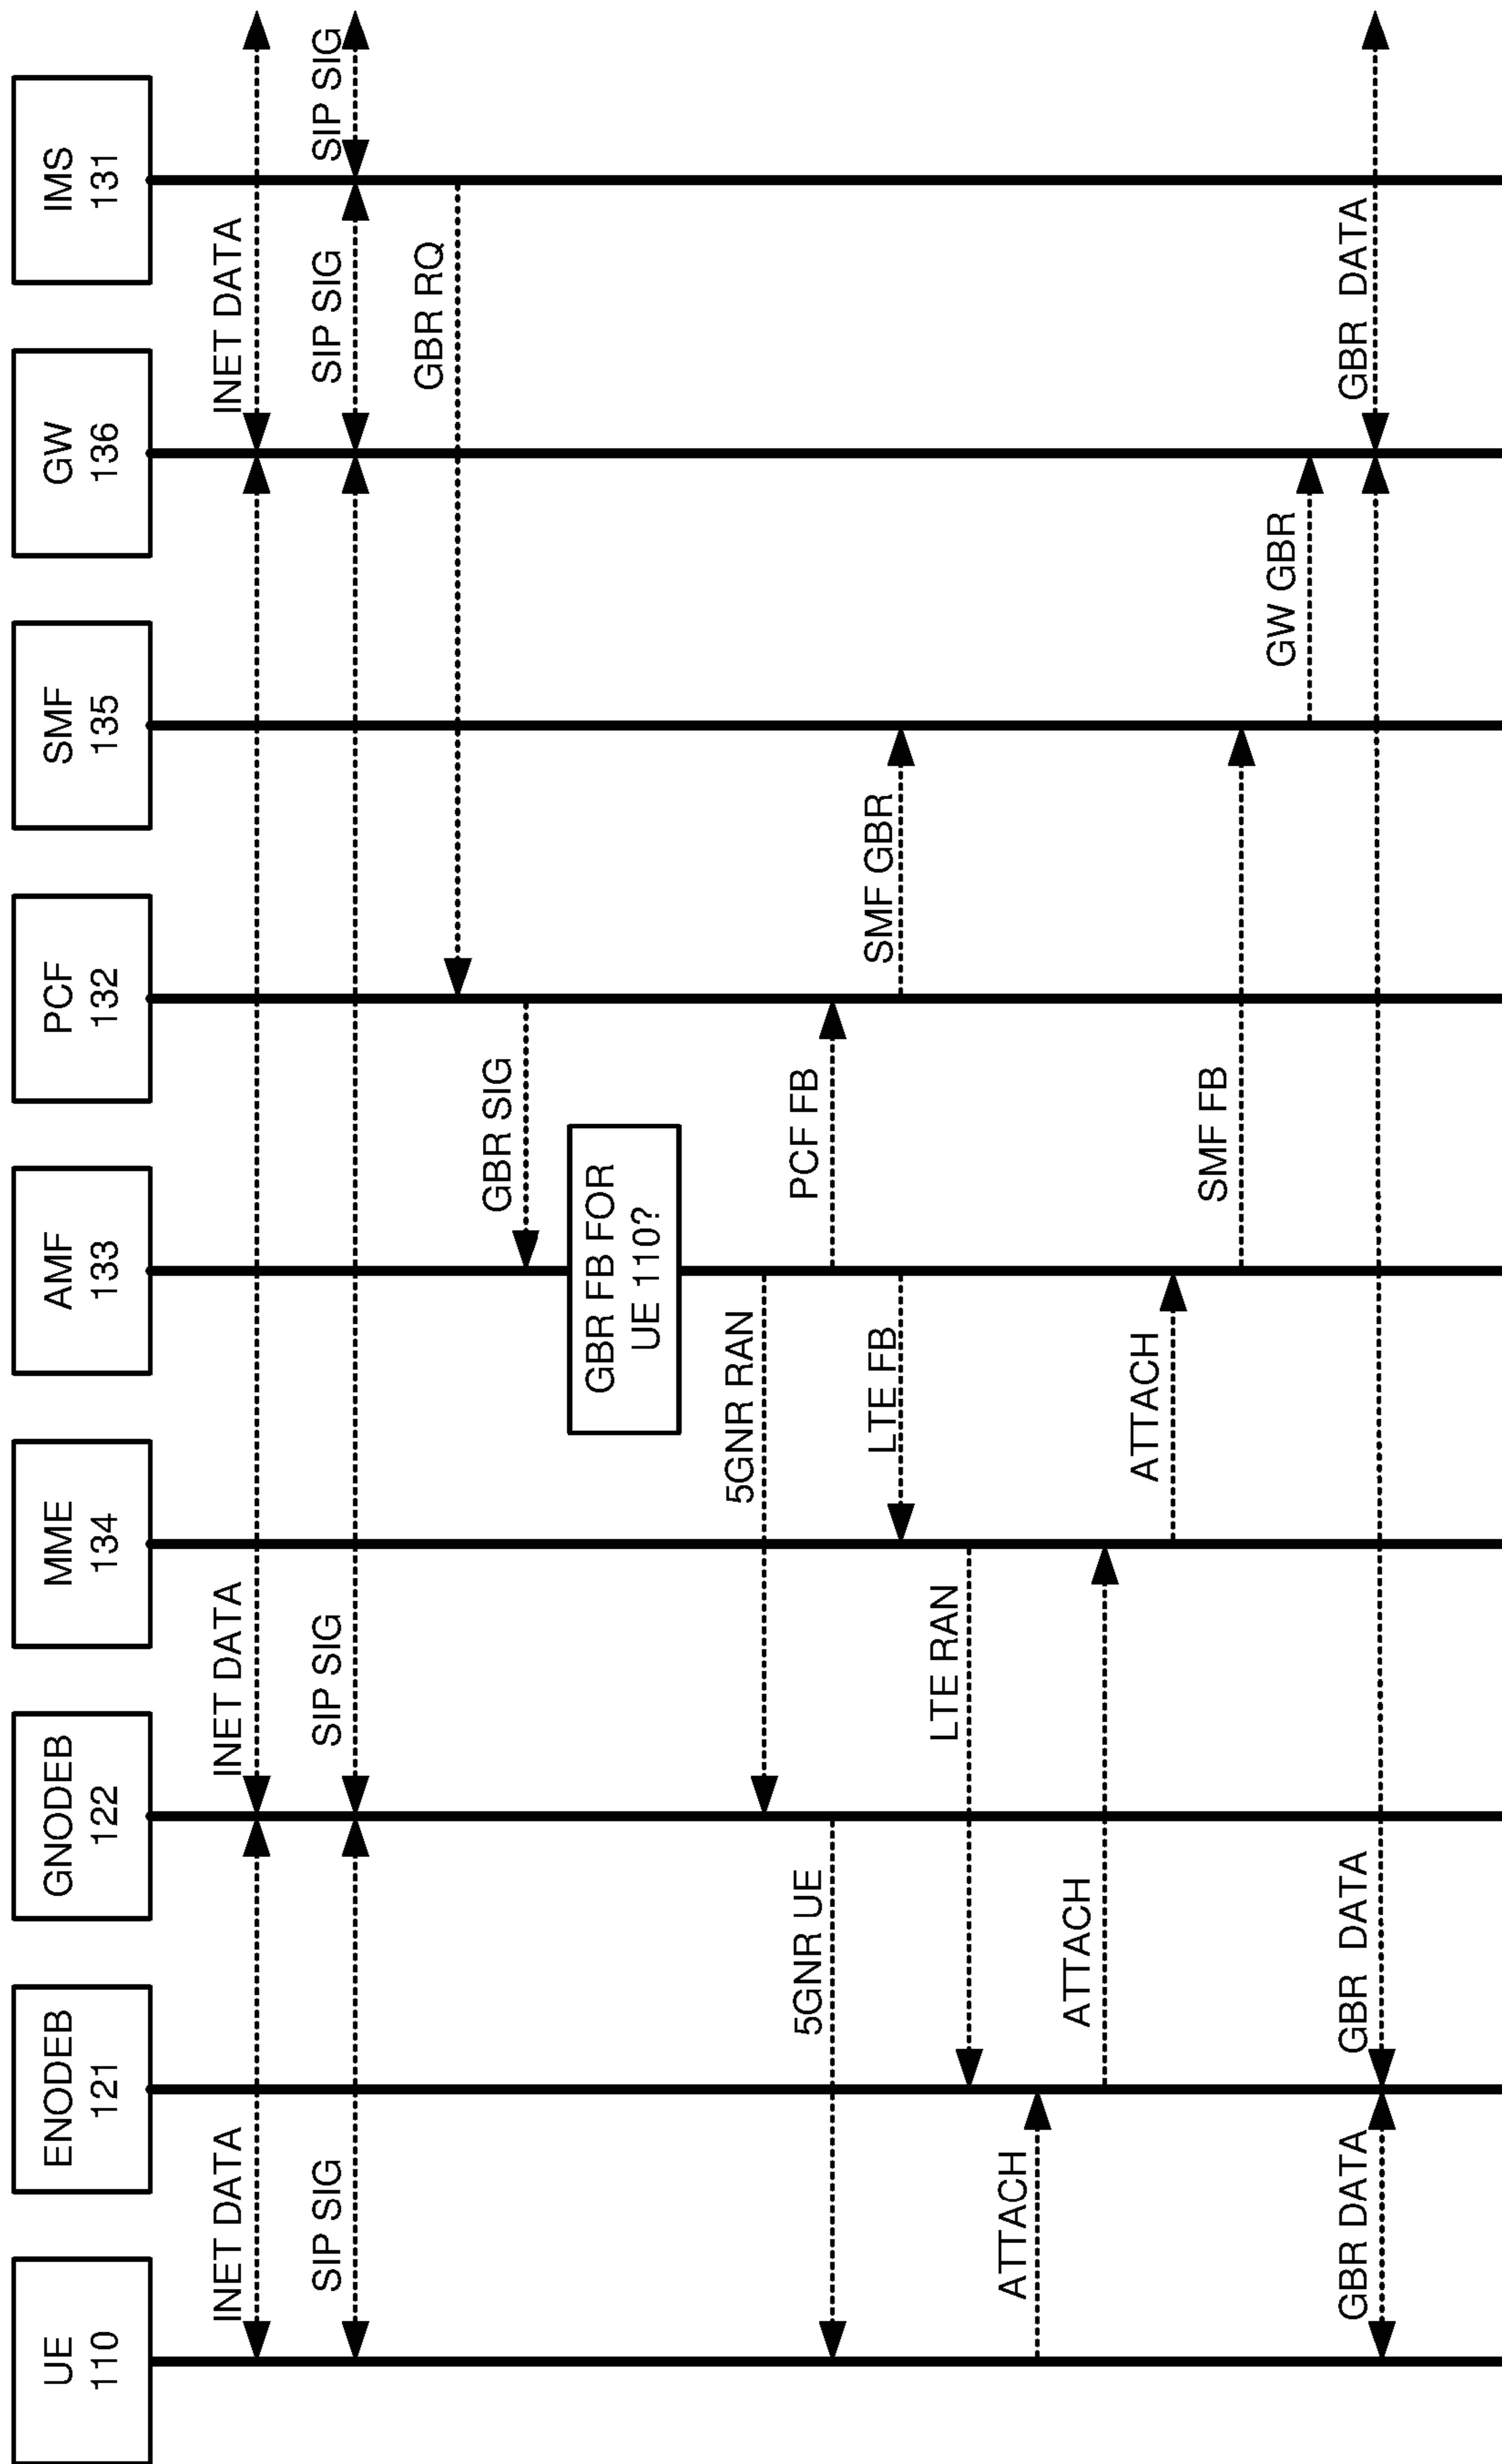 UE
110
ENODEB
121
GNODEB
122
MME
134
AMF
133
PCF
132
SMF
135
GW
136
IMS
131
INET DATA
INET DATA
INET DATA
SIP SIG
SIP SIG
SIP SIG
SIP SIG
GBR RQ
GBR SIG
GBR FB FOR
UE 110?
5GNR RAN
5GNR UE
PCF FB
LTE FB
SMF GBR
LTE RAN
ATTACH
ATTACH
ATTACH
SMF FB
GW GBR
GBR DATA
GBR DATA
GBR DATA